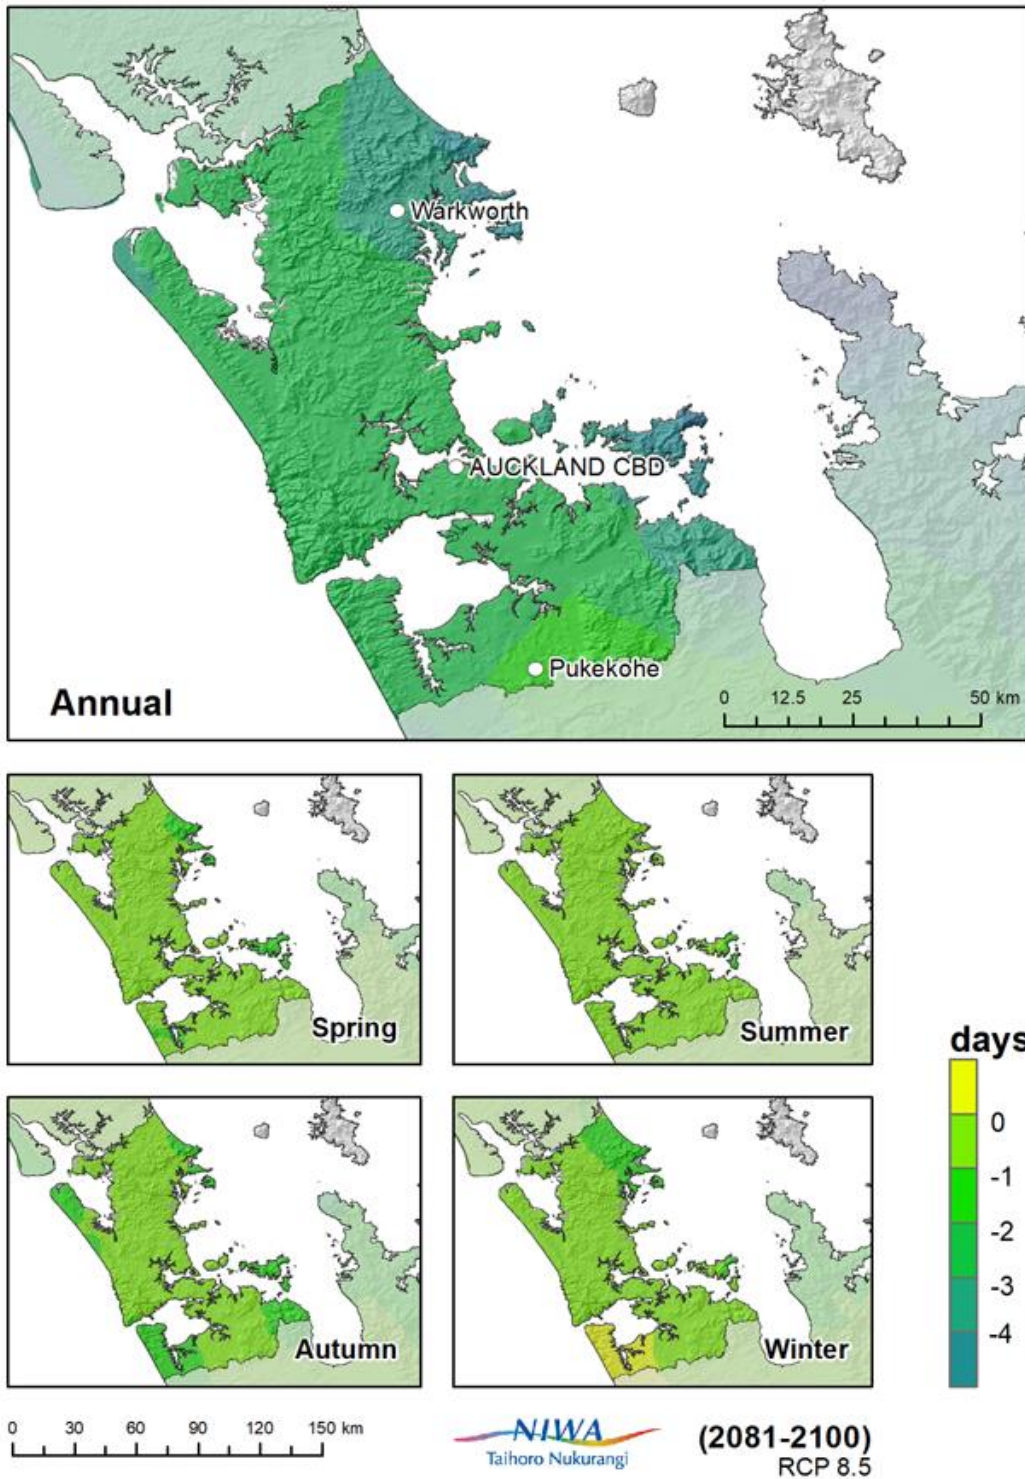 Warkworth
AUCKLAND CBD
Pukekohe
Annual
0 12.5 25 50 km
Spring
Summer
days
0
-1
-2
-3
-4
Autumn
Winter
0 30 60 90 120 150 km
NIWA
Taihoro Nukurangi
(2081-2100)
RCP 8.5